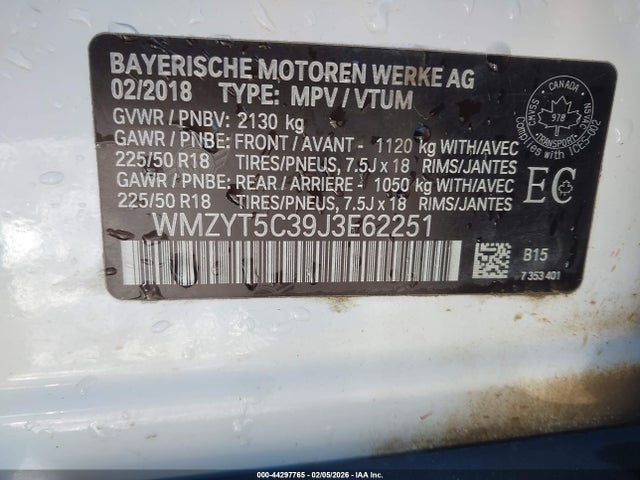 BAYERISCHE MOTOREN WERKE AG
02/2018 TYPE: MPV / VTUM
GVWR / PNBV: 2130 kg
GAWR / PNBE: FRONT / AVANT - 1120 kg WITH/AVEC
225/50 R18 TIRES/PNEUS, 7.5J x 18 RIMS/JANTES
GAWR / PNBE: REAR / ARRIERE - 1050 kg WITH/AVEC
225/50 R18 TIRES/PNEUS, 7.5J x 18 RIMS/JANTES
WMZYT5C39J3E62251
CANADA
978
TRANSPORT
NSVAC
Complies with ICES-002
EC
B15
7 353 401
000-44297765 - 02/05/2026 - IAA Inc.